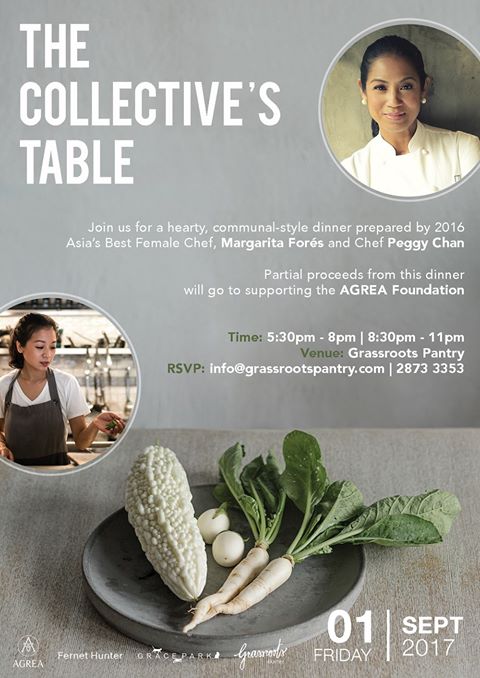 THE
COLLECTIVE'S
TABLE
Join us for a hearty, communal-style dinner prepared by 2016
Asia's Best Female Chef, Margarita Forés and Chef Peggy Chan
Partial proceeds from this dinner
will go to supporting the AGREA Foundation
Time: 5:30pm - 8pm | 8:30pm - 11pm
Venue: Grassroots Pantry
RSVP: info@grassrootspantry.com | 2873 3353
01 FRIDAY | SEPT 2017
AGREA
Fernet Hunter
GRACE PARK
Grassroots
PANTRY